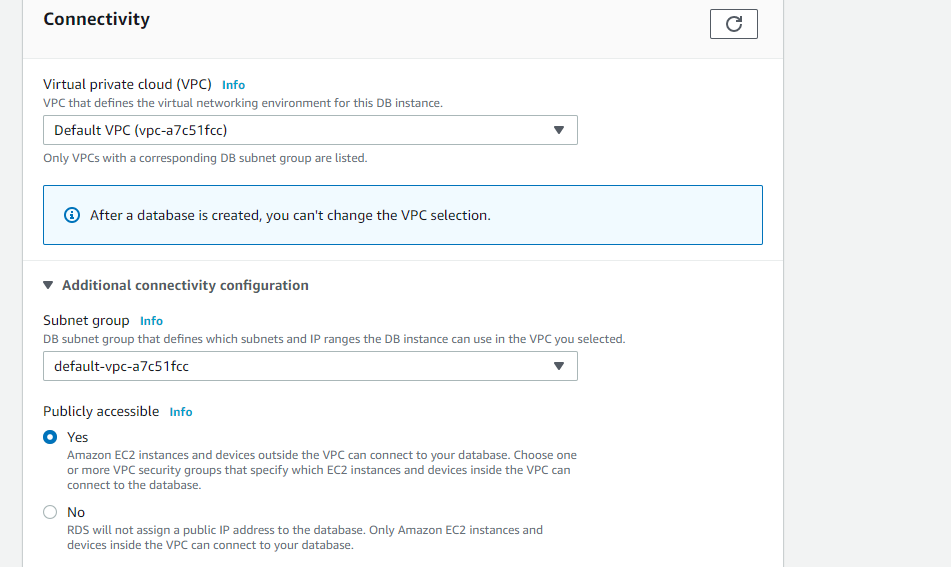 Connectivity
Virtual private cloud (VPC) Info
VPC that defines the virtual networking environment for this DB instance.
Default VPC (vpc-a7c51fcc)
Only VPCs with a corresponding DB subnet group are listed.
After a database is created, you can't change the VPC selection.
Additional connectivity configuration
Subnet group Info
DB subnet group that defines which subnets and IP ranges the DB instance can use in the VPC you selected.
default-vpc-a7c51fcc
Publicly accessible Info
Yes
Amazon EC2 instances and devices outside the VPC can connect to your database. Choose one
or more VPC security groups that specify which EC2 instances and devices inside the VPC can
connect to the database.
No
RDS will not assign a public IP address to the database. Only Amazon EC2 instances and
devices inside the VPC can connect to your database.